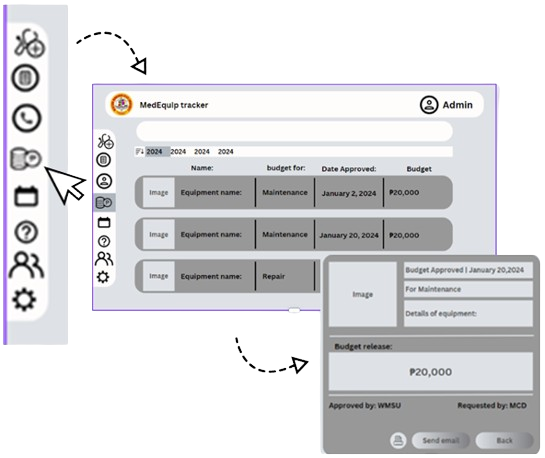 MedEquip tracker
Admin
2024 2024 2024 2024
Name: budget for: Date Approved: Budget
Image Equipment name: Maintenance January 2, 2024 ₱20,000
Image Equipment name: Maintenance January 20, 2024 ₱20,000
Image Equipment name: Repair
Image
Budget Approved | January 20,2024
For Maintenance
Details of equipment:
Budget release:
₱20,000
Approved by: WMSU Requested by: MCD
Send email Back